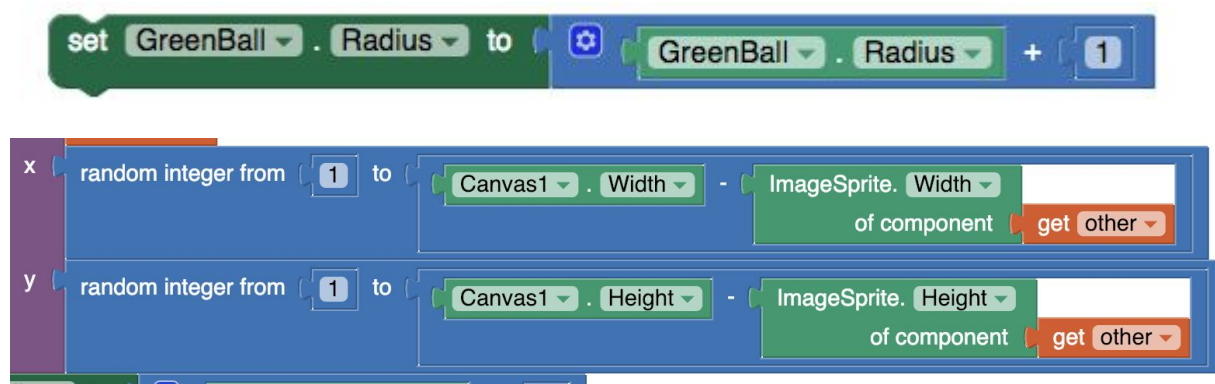 set GreenBall . Radius to GreenBall . Radius + 1
x random integer from 1 to Canvas1 . Width - ImageSprite. Width
of component get other
y random integer from 1 to Canvas1 . Height - ImageSprite. Height
of component get other